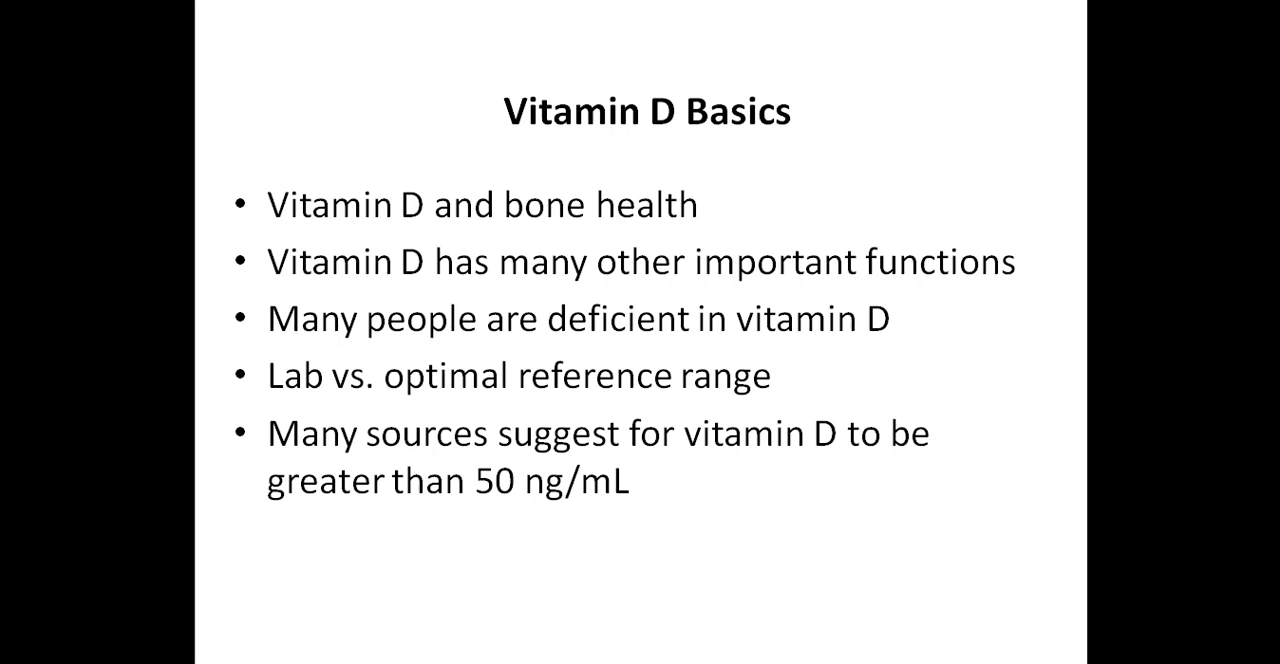 Vitamin D Basics
• Vitamin D and bone health
• Vitamin D has many other important functions
• Many people are deficient in vitamin D
• Lab vs. optimal reference range
• Many sources suggest for vitamin D to be
greater than 50 ng/mL